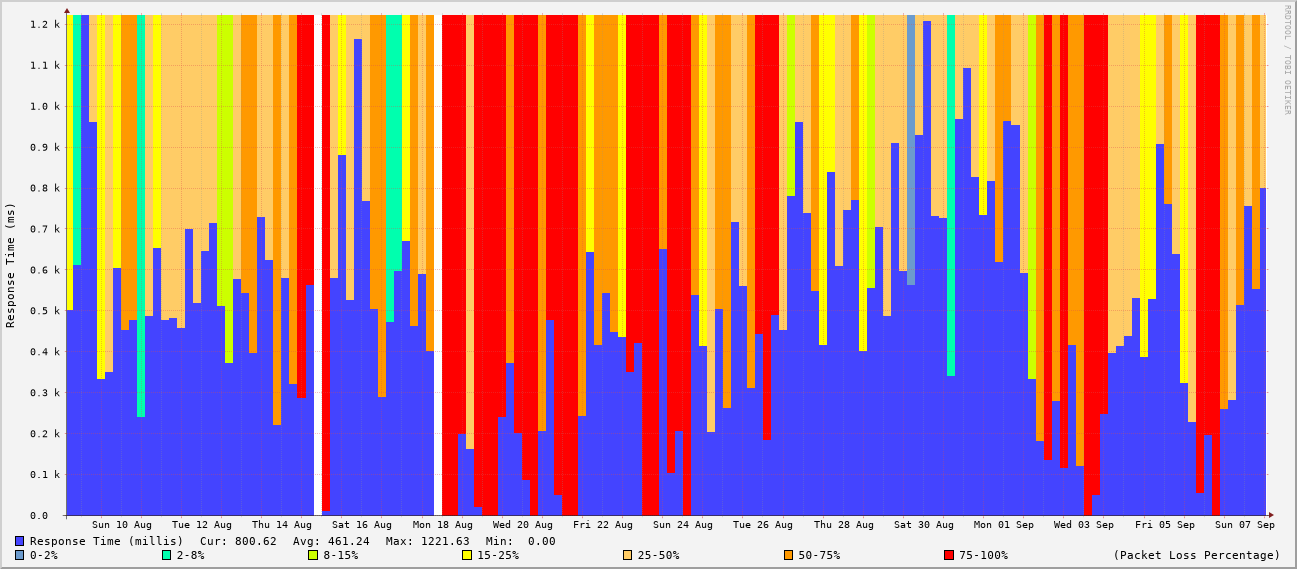 RRDTOOL / TOBI OETIKER
Response Time (ms)
1.2 k
1.1 k
1.0 k
0.9 k
0.8 k
0.7 k
0.6 k
0.5 k
0.4 k
0.3 k
0.2 k
0.1 k
0.0
Sun 10 Aug Tue 12 Aug Thu 14 Aug Sat 16 Aug Mon 18 Aug Wed 20 Aug Fri 22 Aug Sun 24 Aug Tue 26 Aug Thu 28 Aug Sat 30 Aug Mon 01 Sep Wed 03 Sep Fri 05 Sep Sun 07 Sep
Response Time (millis) Cur: 800.62 Avg: 461.24 Max: 1221.63 Min: 0.00
0-2% 2-8% 8-15% 15-25% 25-50% 50-75% 75-100% (Packet Loss Percentage)